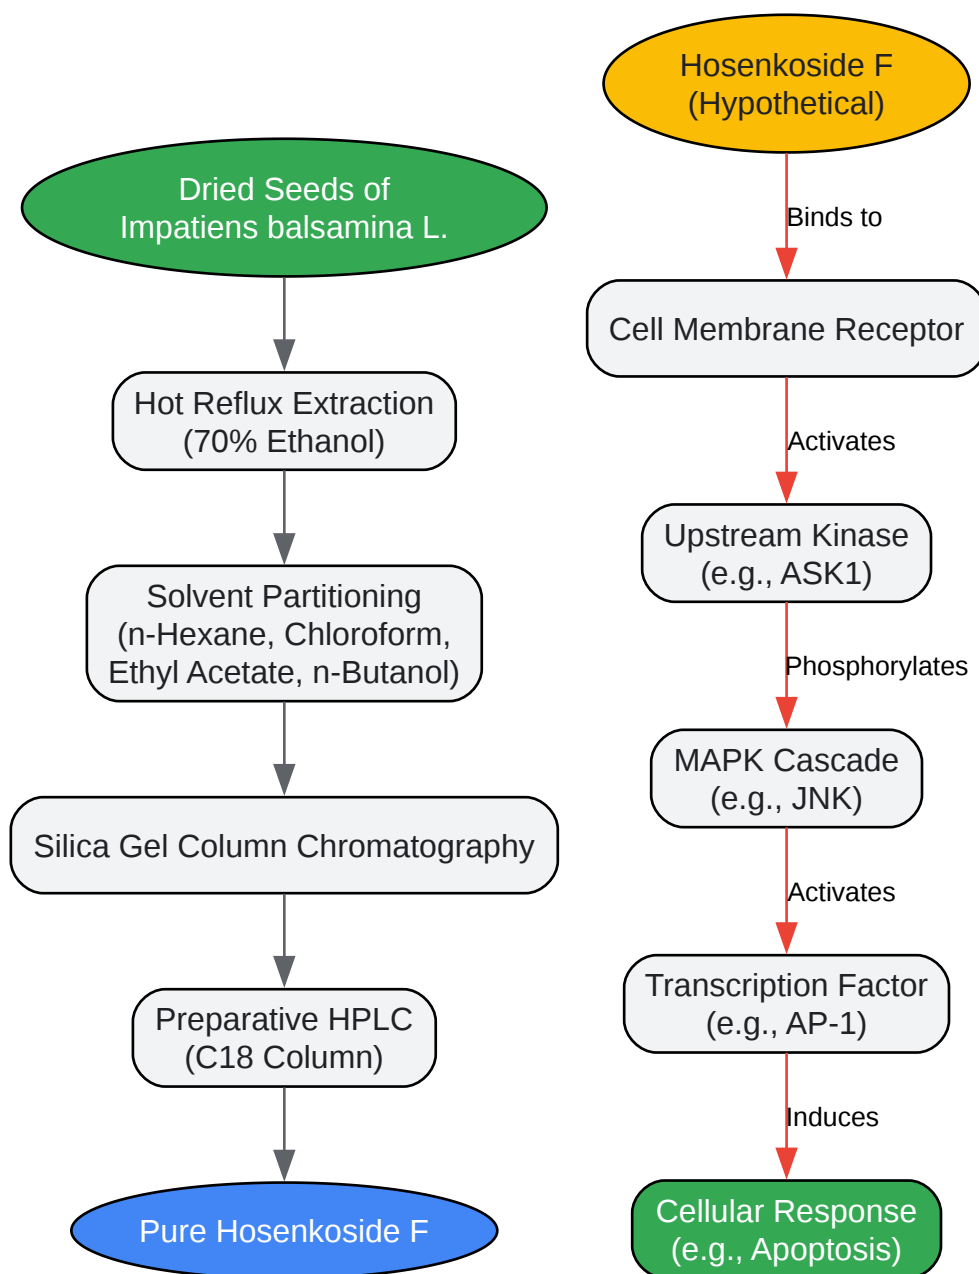 Dried Seeds of
Impatiens balsamina L.
Hot Reflux Extraction
(70% Ethanol)
Solvent Partitioning
(n-Hexane, Chloroform,
Ethyl Acetate, n-Butanol)
Silica Gel Column Chromatography
Preparative HPLC
(C18 Column)
Pure Hosenkoside F
Hosenkoside F
(Hypothetical)
Binds to
Cell Membrane Receptor
Activates
Upstream Kinase
(e.g., ASK1)
Phosphorylates
MAPK Cascade
(e.g., JNK)
Activates
Transcription Factor
(e.g., AP-1)
Induces
Cellular Response
(e.g., Apoptosis)